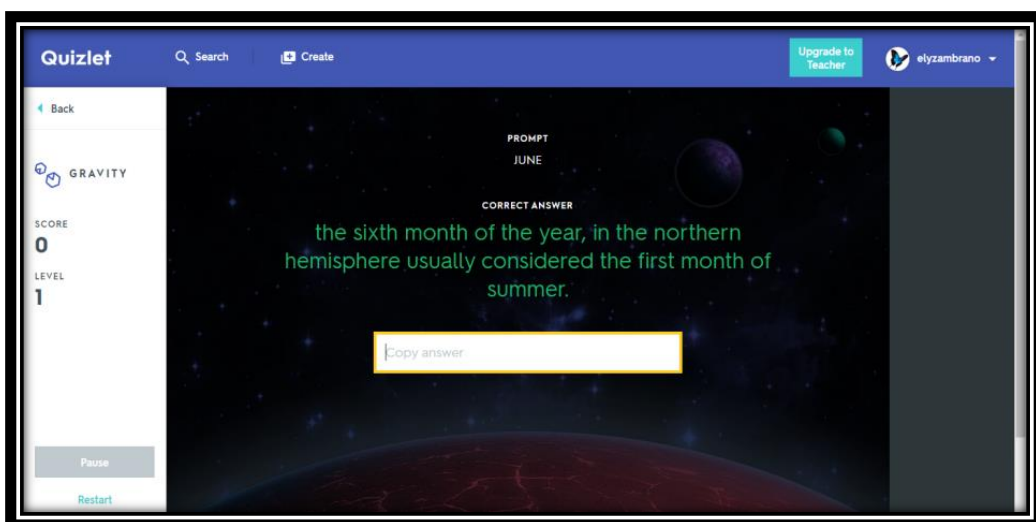 Quizlet
Search
Create
Upgrade to
Teacher
elyzambrano
Back
GRAVITY
SCORE
0
LEVEL
1
Pause
Restart
PROMPT
JUNE
CORRECT ANSWER
the sixth month of the year, in the northern
hemisphere usually considered the first month of
summer.
Copy answer